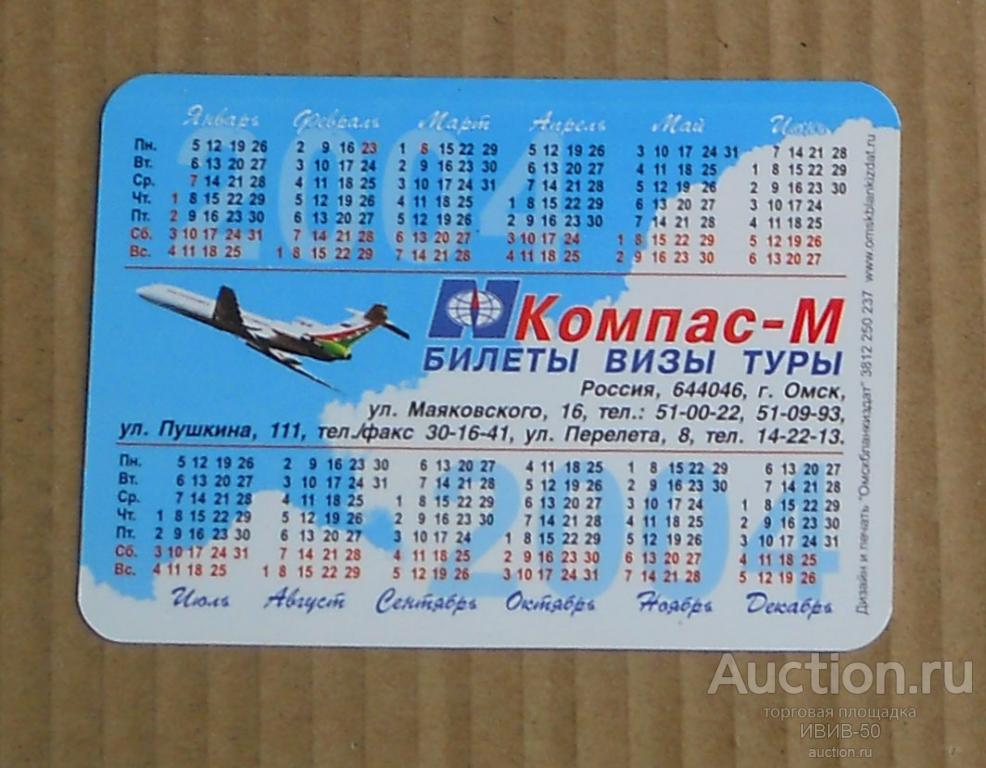 Январь Февраль Март Апрель Май Июнь
Пн. 5 12 19 26 2 9 16 23 1 8 15 22 29 5 12 19 26 3 10 17 24 31 7 14 21 28
Вт. 6 13 20 27 3 10 17 24 2 9 16 23 30 6 13 20 27 4 11 18 25 1 8 15 22 29
Ср. 7 14 21 28 4 11 18 25 3 10 17 24 31 7 14 21 28 5 12 19 26 2 9 16 23 30
Чт. 1 8 15 22 29 5 12 19 26 4 11 18 25 1 8 15 22 29 6 13 20 27 3 10 17 24
Пт. 2 9 16 23 30 6 13 20 27 5 12 19 26 2 9 16 23 30 7 14 21 28 4 11 18 25
Сб. 3 10 17 24 31 7 14 21 28 6 13 20 27 3 10 17 24 1 8 15 22 29 5 12 19 26
Вс. 4 11 18 25 1 8 15 22 29 7 14 21 28 4 11 18 25 2 9 16 23 30 6 13 20 27
2004
Компас-М
БИЛЕТЫ ВИЗЫ ТУРЫ
Россия, 644046, г. Омск,
ул. Маяковского, 16, тел.: 51-00-22, 51-09-93,
ул. Пушкина, 111, тел./факс 30-16-41, ул. Перелета, 8, тел. 14-22-13.
Пн. 5 12 19 26 2 9 16 23 30 6 13 20 27 4 11 18 25 1 8 15 22 29 6 13 20 27
Вт. 6 13 20 27 3 10 17 24 31 7 14 21 28 5 12 19 26 2 9 16 23 30 7 14 21 28
Ср. 7 14 21 28 4 11 18 25 1 8 15 22 29 6 13 20 27 3 10 17 24 1 8 15 22 29
Чт. 1 8 15 22 29 5 12 19 26 2 9 16 23 30 7 14 21 28 4 11 18 25 2 9 16 23 30
Пт. 2 9 16 23 30 6 13 20 27 3 10 17 24 1 8 15 22 29 5 12 19 26 3 10 17 24 31
Сб. 3 10 17 24 31 7 14 21 28 4 11 18 25 2 9 16 23 30 6 13 20 27 4 11 18 25
Вс. 4 11 18 25 1 8 15 22 29 5 12 19 26 3 10 17 24 31 7 14 21 28 5 12 19 26
2004
Июль Август Сентябрь Октябрь Ноябрь Декабрь
Дизайн и печать "Омскбланкиздат" 3812 250 237 www.omskblankizdat.ru
Auction.ru
торговая площадка
ИВИВ-50
auction.ru